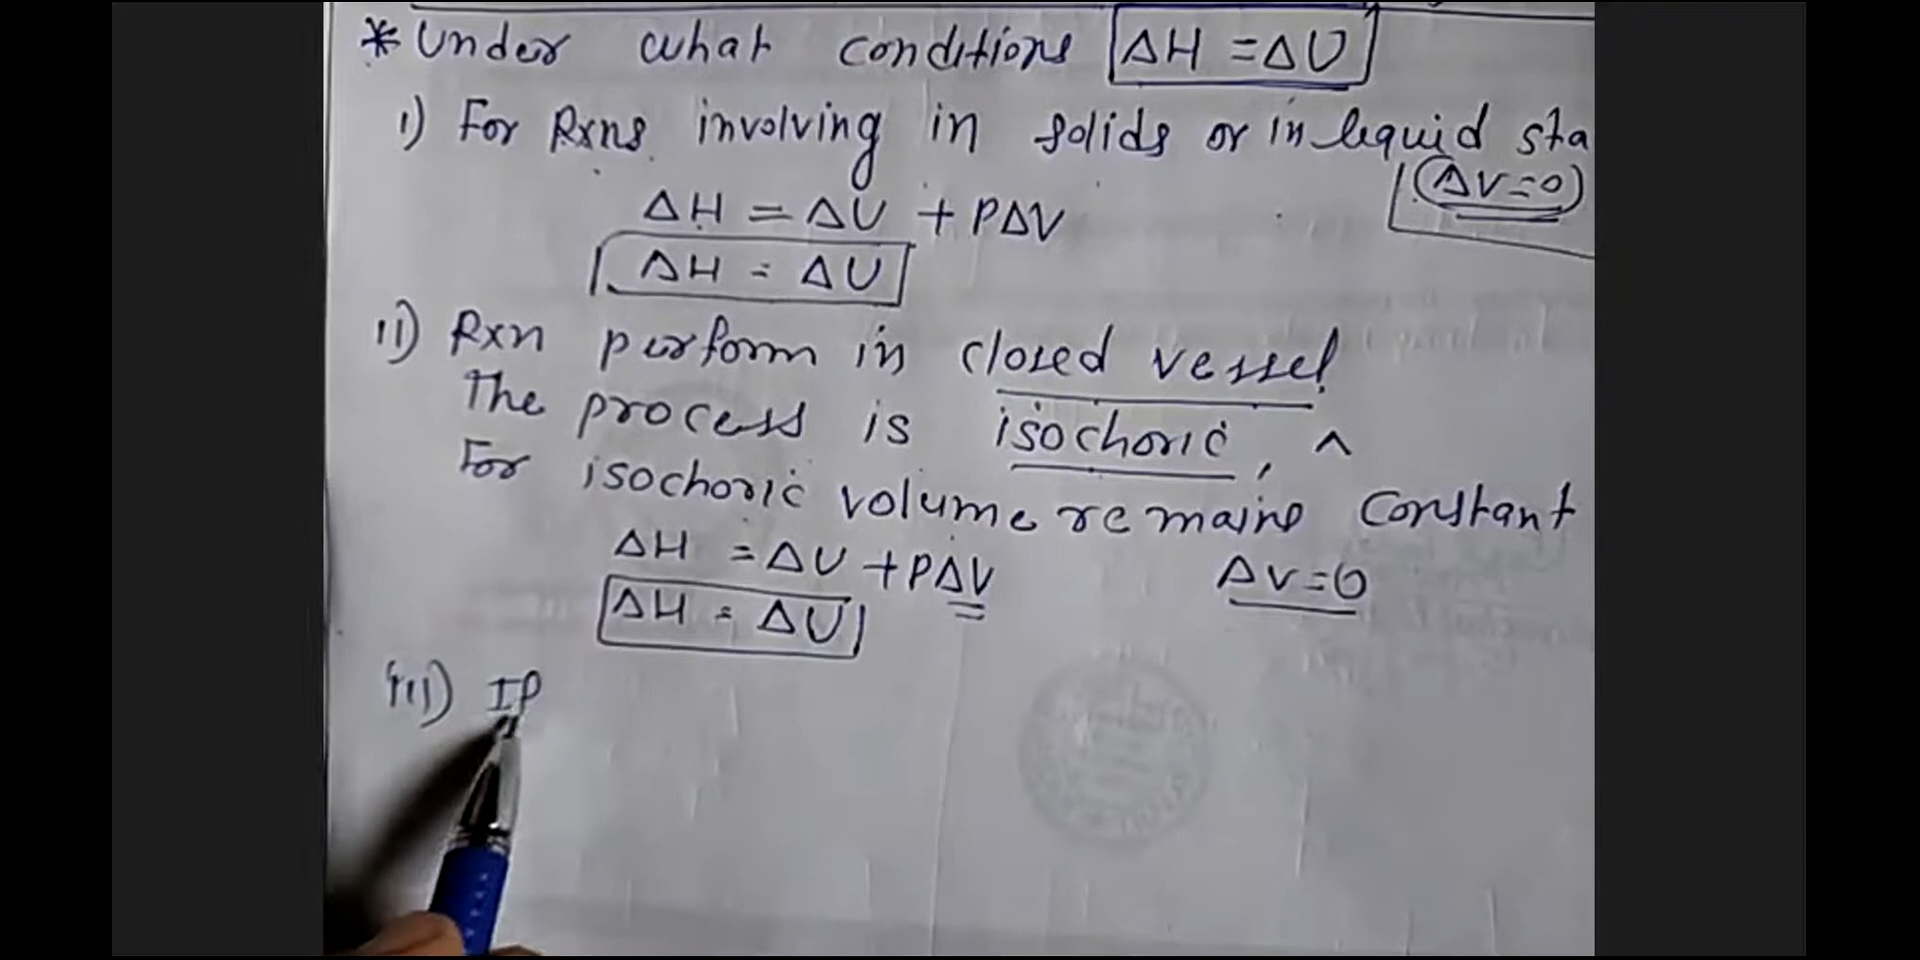 * Under what conditions ΔH = ΔU
i) For Rxns involving in solids or in liquid sta
(ΔV=0)
ΔH = ΔU + PΔV
ΔH = ΔU
ii) Rxn perform in closed vessel.
The process is isochoric, ^
For isochoric volume remains constant
ΔH = ΔU + PΔV ΔV=0
ΔH = ΔU
iii) IP